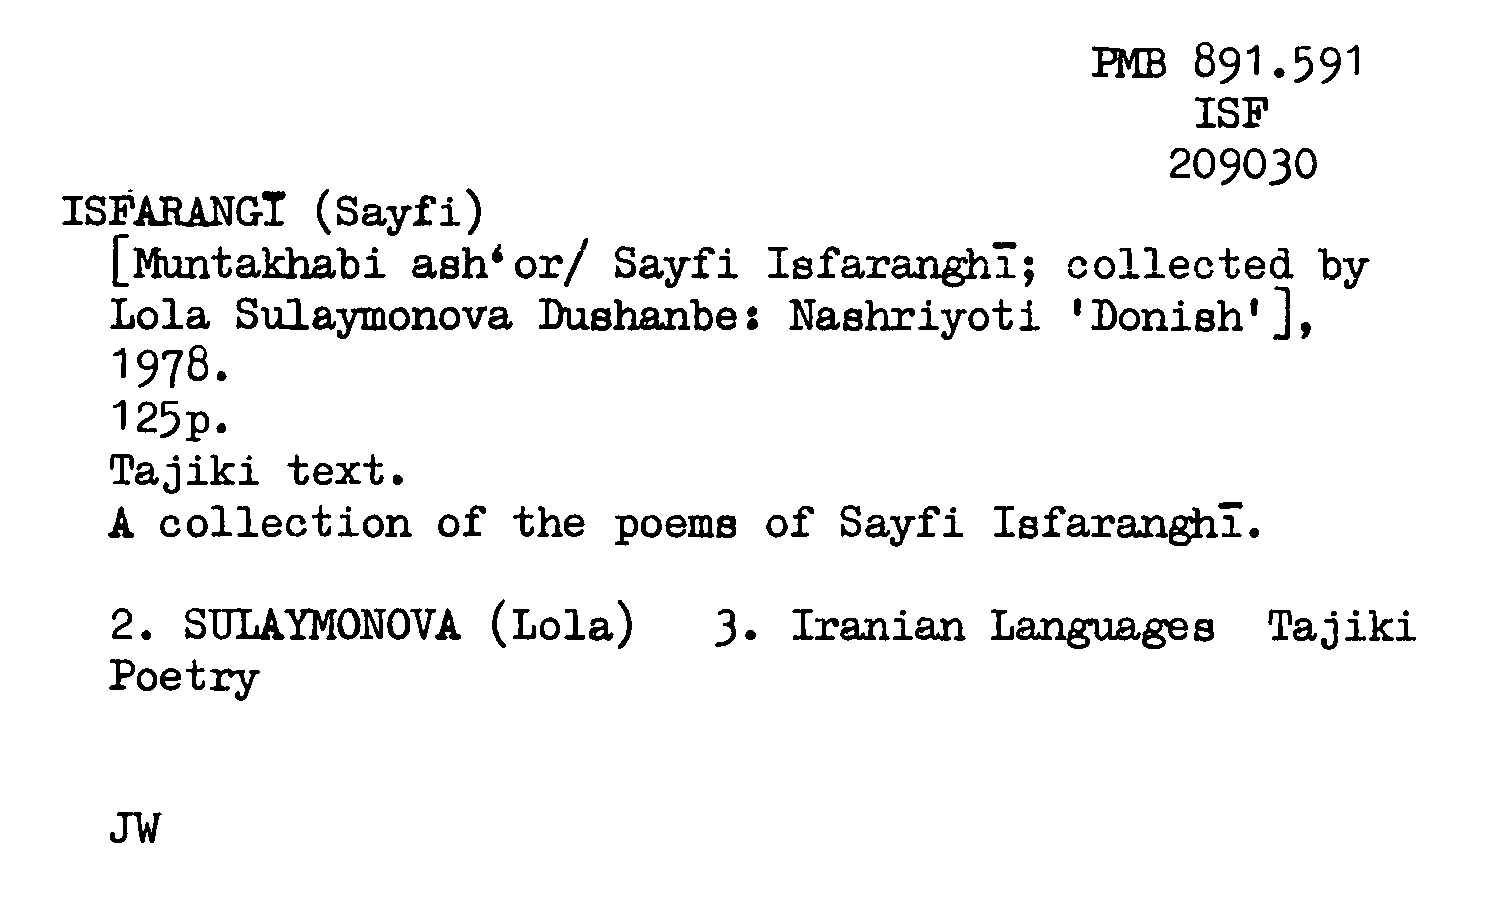 PMB 891.591
ISF
209030
ISFARANGĪ (Sayfi)
[Muntakhabi ash‘or/ Sayfi Isfaranghī; collected by
Lola Sulaymonova Dushanbe: Nashriyoti 'Donish'],
1978.
125p.
Tajiki text.
A collection of the poems of Sayfi Isfaranghī.
2. SULAYMONOVA (Lola) 3. Iranian Languages Tajiki
Poetry
JW